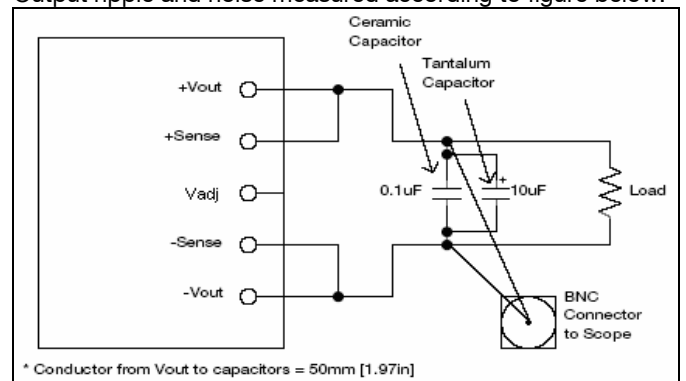 Output ripple and noise measured according to figure below.
Ceramic
Capacitor
Tantalum
Capacitor
+Vout
+Sense
Vadj
-Sense
-Vout
0.1uF
+
10uF
Load
BNC
Connector
to Scope
* Conductor from Vout to capacitors = 50mm [1.97in]